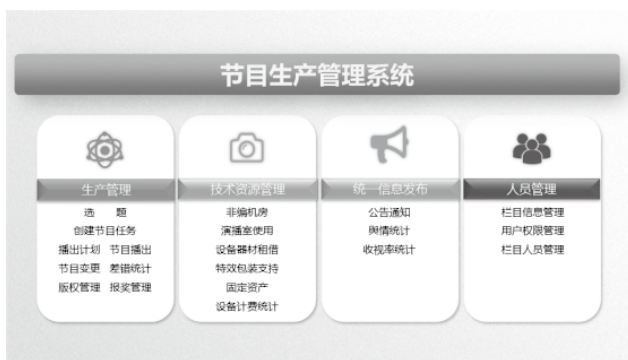 节目生产管理系统
生产管理
选 题
创建节目任务
播出计划 节目播出
节目变更 差错统计
版权管理 报奖管理
技术资源管理
非编机房
演播室使用
设备器材租借
特效包装支持
固定资产
设备计费统计
统一信息发布
公告通知
舆情统计
收视率统计
人员管理
栏目信息管理
用户权限管理
栏目人员管理